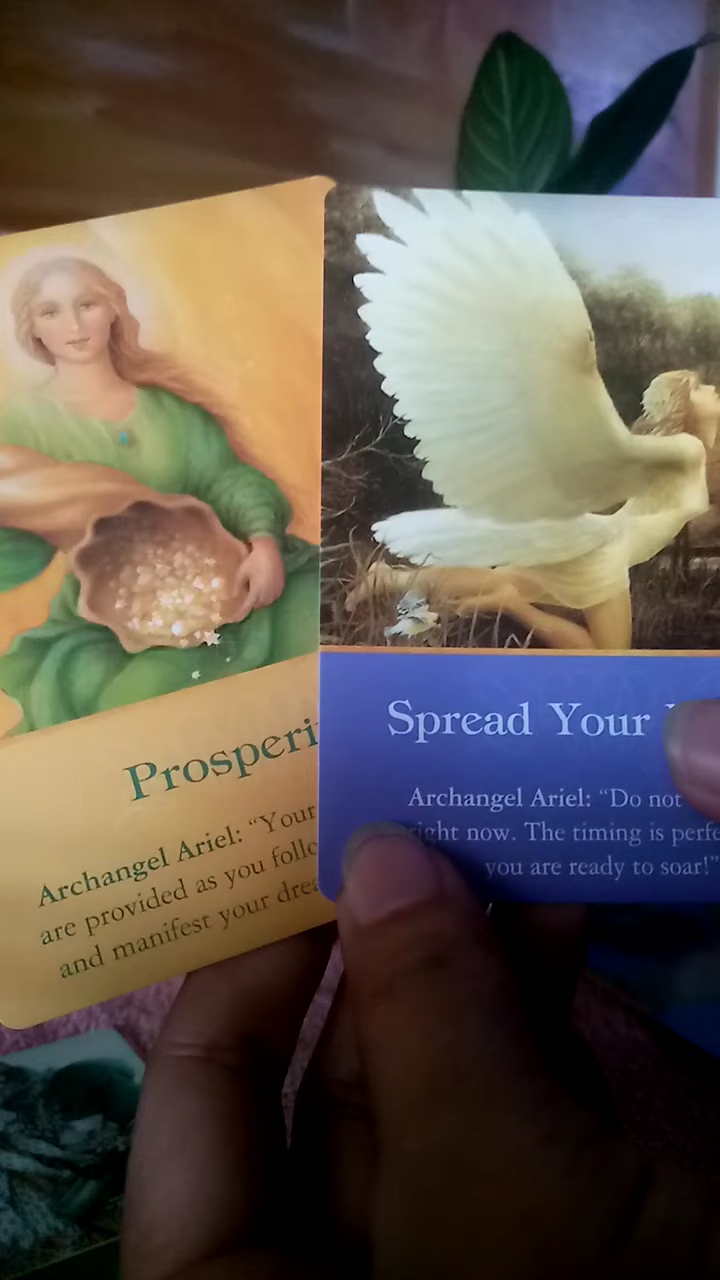 Prosperi
Archangel Ariel: “Your
are provided as you follo
and manifest your drea
Spread Your
Archangel Ariel: “Do not
right now. The timing is perfe
you are ready to soar!”